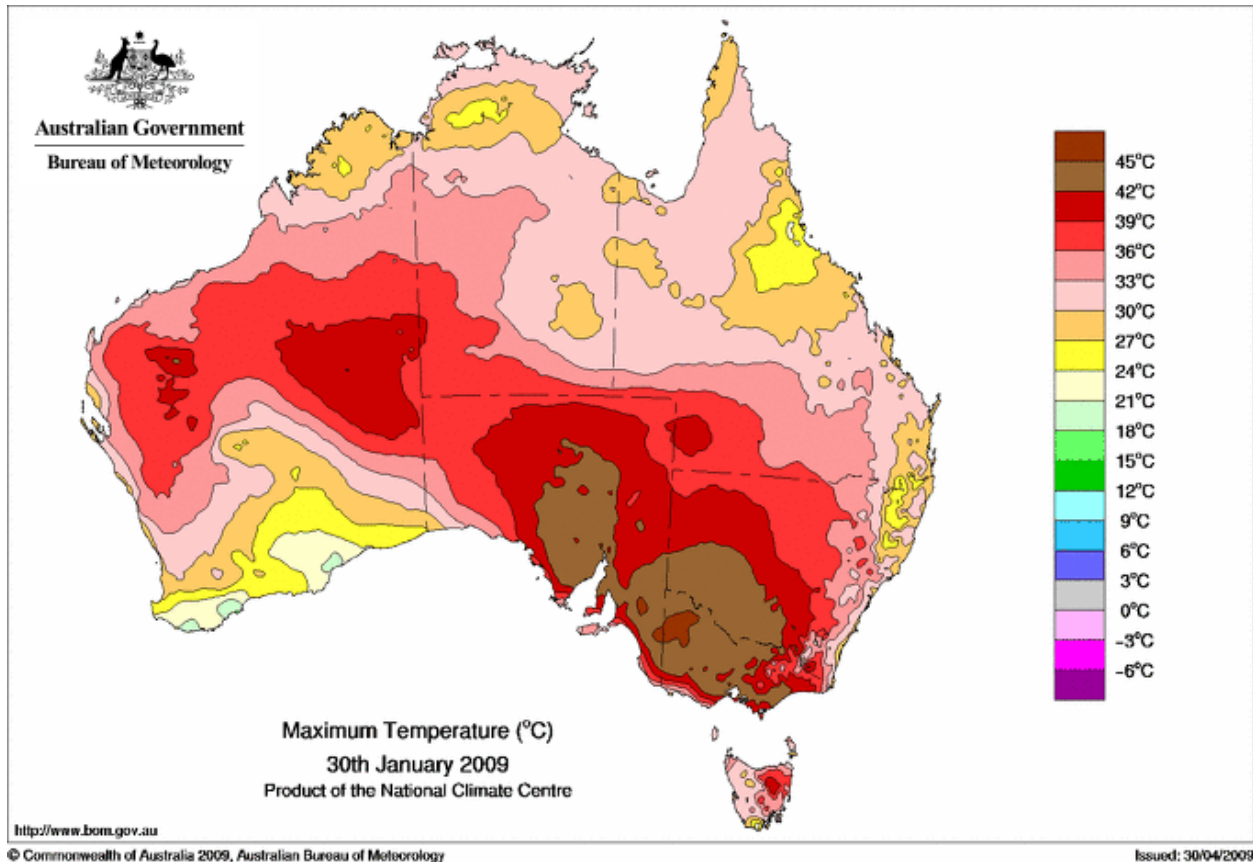 Australian Government
Bureau of Meteorology
45°C
42°C
39°C
36°C
33°C
30°C
27°C
24°C
21°C
18°C
15°C
12°C
9°C
6°C
3°C
0°C
-3°C
-6°C
Maximum Temperature (°C)
30th January 2009
Product of the National Climate Centre
http://www.bom.gov.au
© Commonwealth of Australia 2009, Australian Bureau of Meteorology
Issued: 30/04/2009